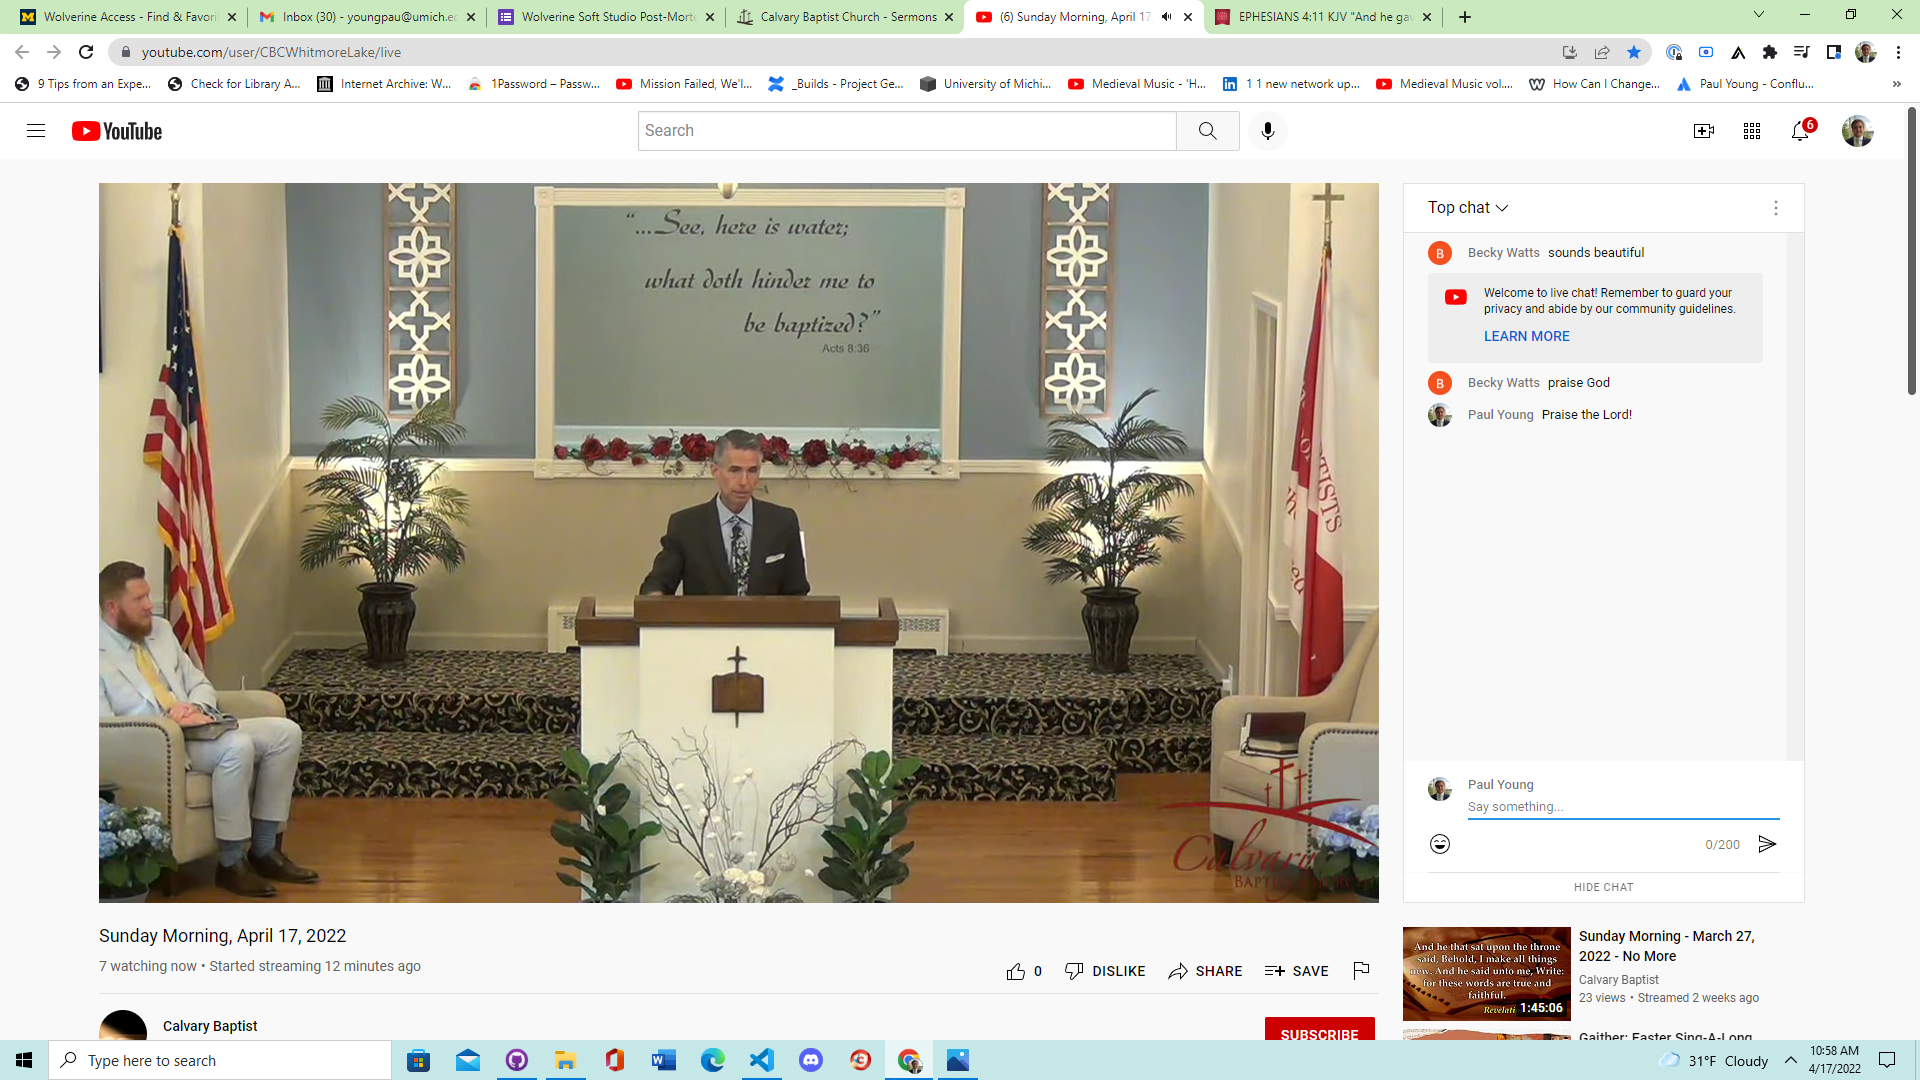 Wolverine Access - Find & Favorit
Inbox (30) - youngpau@umich.ed
Wolverine Soft Studio Post-Morte
Calvary Baptist Church - Sermons
(6) Sunday Morning, April 17
EPHESIANS 4:11 KJV "And he gav
youtube.com/user/CBCWhitmoreLake/live
9 Tips from an Expe...
Check for Library A...
Internet Archive: W...
1Password – Passw...
Mission Failed, We'l...
_Builds - Project Ge...
University of Michi...
Medieval Music - 'H...
1 1 new network up...
Medieval Music vol....
How Can I Change...
Paul Young - Conflu...
YouTube
Search
6
"...See, here is water;
what doth hinder me to
be baptized?"
Acts 8:36
Calvary
Top chat
Becky Watts sounds beautiful
Welcome to live chat! Remember to guard your
privacy and abide by our community guidelines.
LEARN MORE
Becky Watts praise God
Paul Young Praise the Lord!
Paul Young
Say something...
0/200
HIDE CHAT
Sunday Morning, April 17, 2022
7 watching now • Started streaming 12 minutes ago
0
DISLIKE
SHARE
SAVE
Calvary Baptist
SUBSCRIBE
And he that sat upon the throne
said, Behold, I make all things
new. And he said unto me, Write:
for these words are true and
faithful.
1:45:06
Sunday Morning - March 27,
2022 - No More
Calvary Baptist
23 views • Streamed 2 weeks ago
Gaither: Easter Sing-A-Long
Type here to search
31°F Cloudy
10:58 AM
4/17/2022